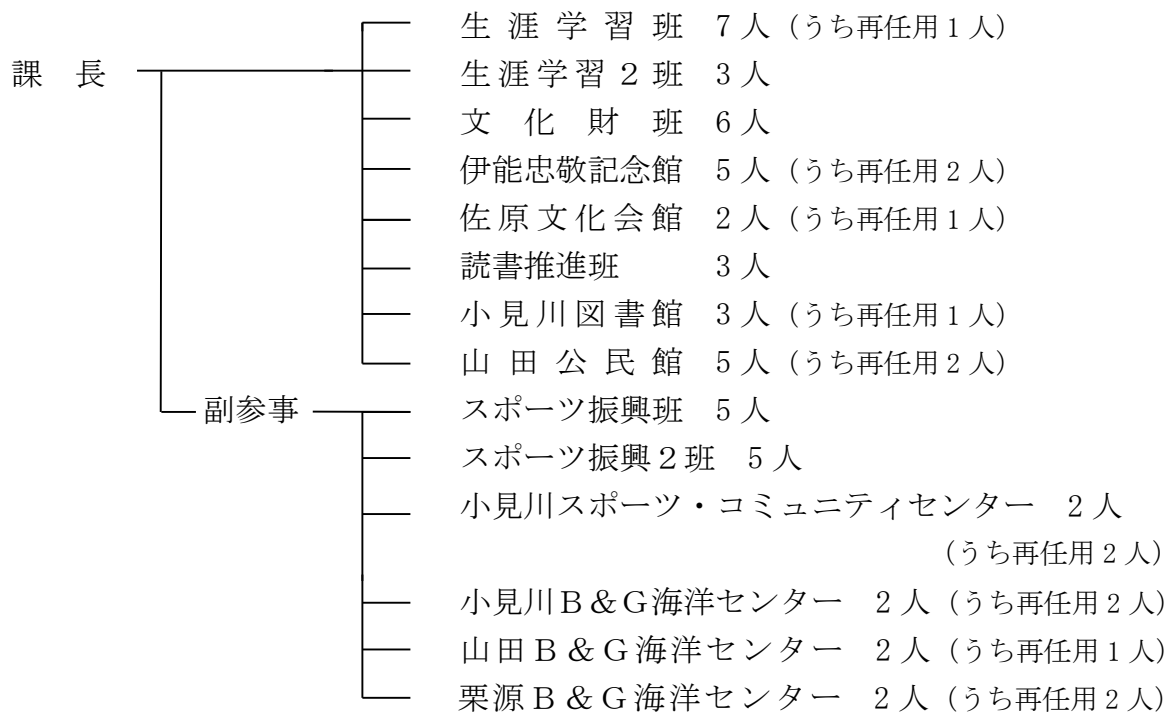 生涯学習班 7人（うち再任用1人）
課長 生涯学習２班 3人
文化財班 6人
伊能忠敬記念館 5人（うち再任用2人）
佐原文化会館 2人（うち再任用1人）
読書推進班 3人
小見川図書館 3人（うち再任用1人）
山田公民館 5人（うち再任用2人）
副参事 スポーツ振興班 5人
スポーツ振興２班 5人
小見川スポーツ・コミュニティセンター 2人
（うち再任用2人）
小見川Ｂ＆Ｇ海洋センター 2人（うち再任用2人）
山田Ｂ＆Ｇ海洋センター 2人（うち再任用1人）
栗源Ｂ＆Ｇ海洋センター 2人（うち再任用2人）